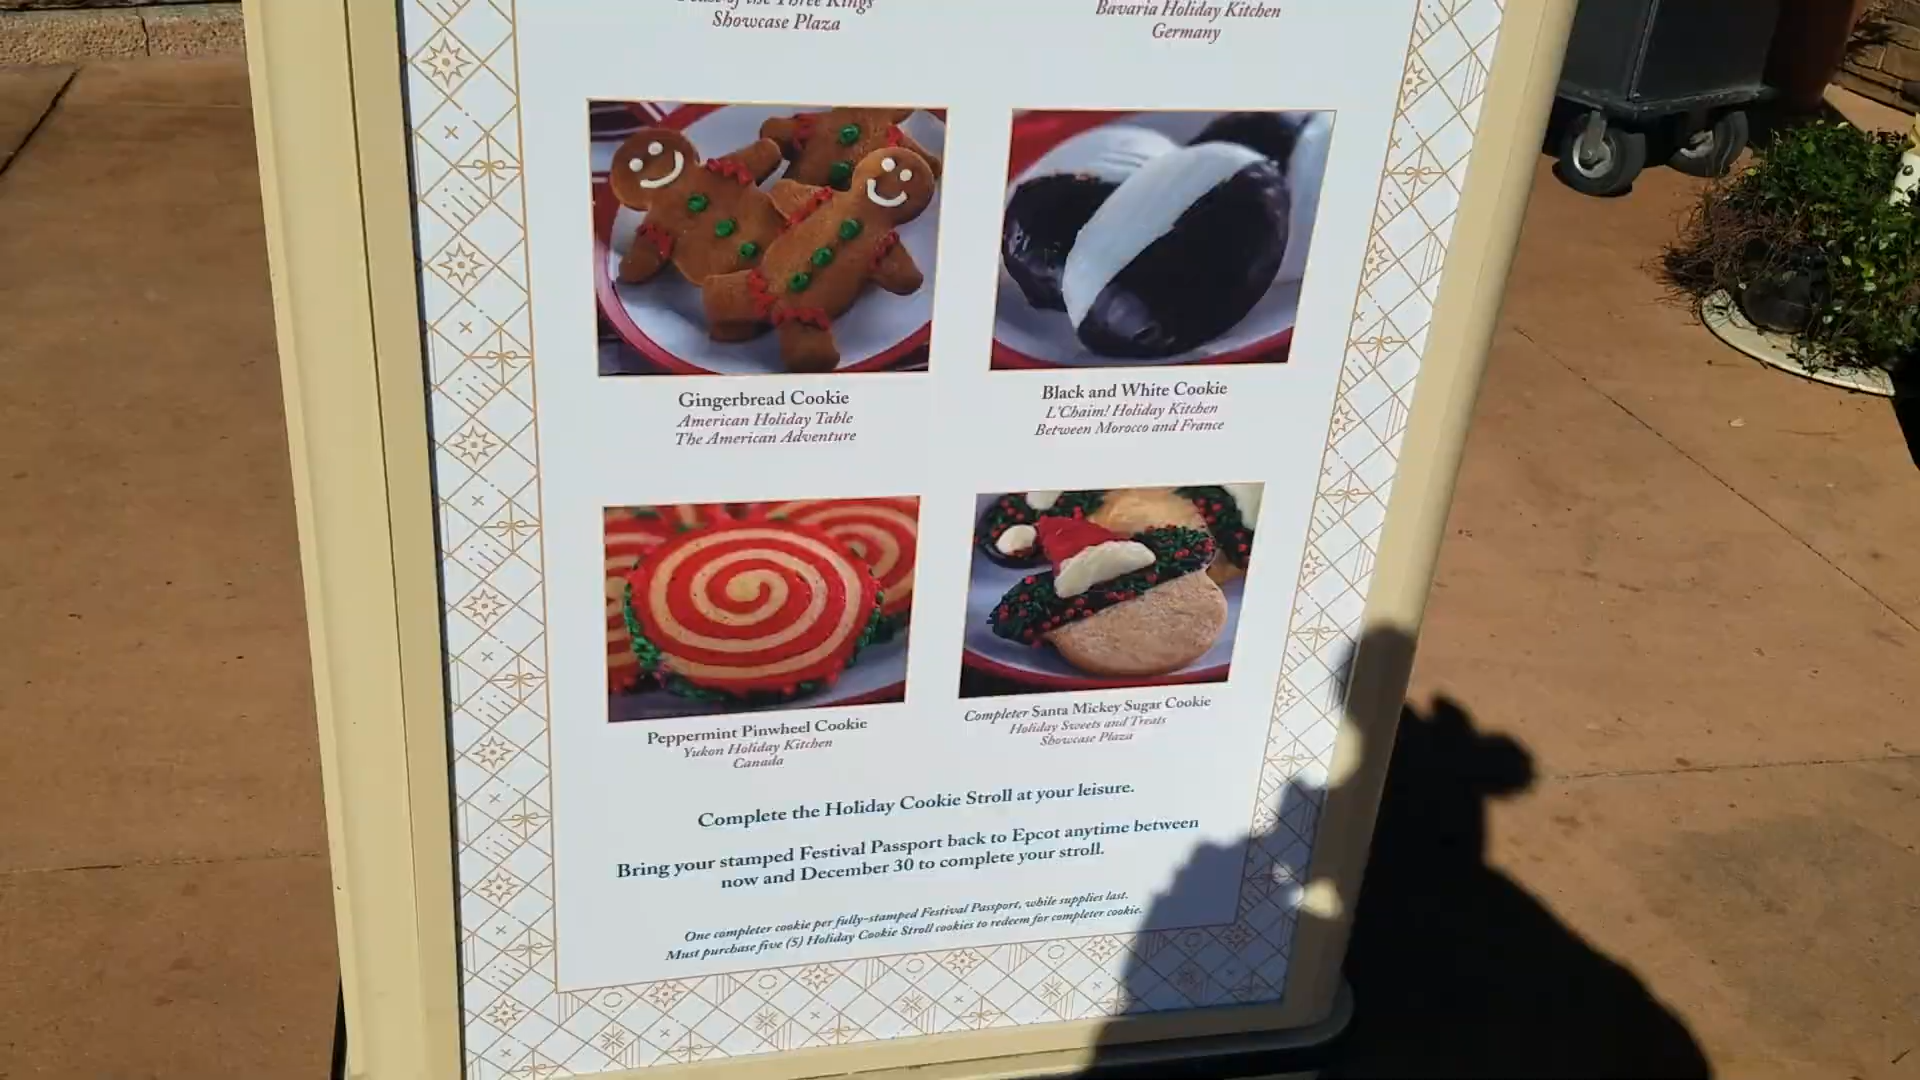 of the Three Kings
Showcase Plaza
Bavaria Holiday Kitchen
Germany
Gingerbread Cookie
American Holiday Table
The American Adventure
Black and White Cookie
L'Chaim! Holiday Kitchen
Between Morocco and France
Peppermint Pinwheel Cookie
Yukon Holiday Kitchen
Canada
Completer Santa Mickey Sugar Cookie
Holiday Sweets and Treats
Showcase Plaza
Complete the Holiday Cookie Stroll at your leisure.
Bring your stamped Festival Passport back to Epcot anytime between
now and December 30 to complete your stroll.
One completer cookie per fully-stamped Festival Passport, while supplies last.
Must purchase five (5) Holiday Cookie Stroll cookies to redeem for completer cookie.